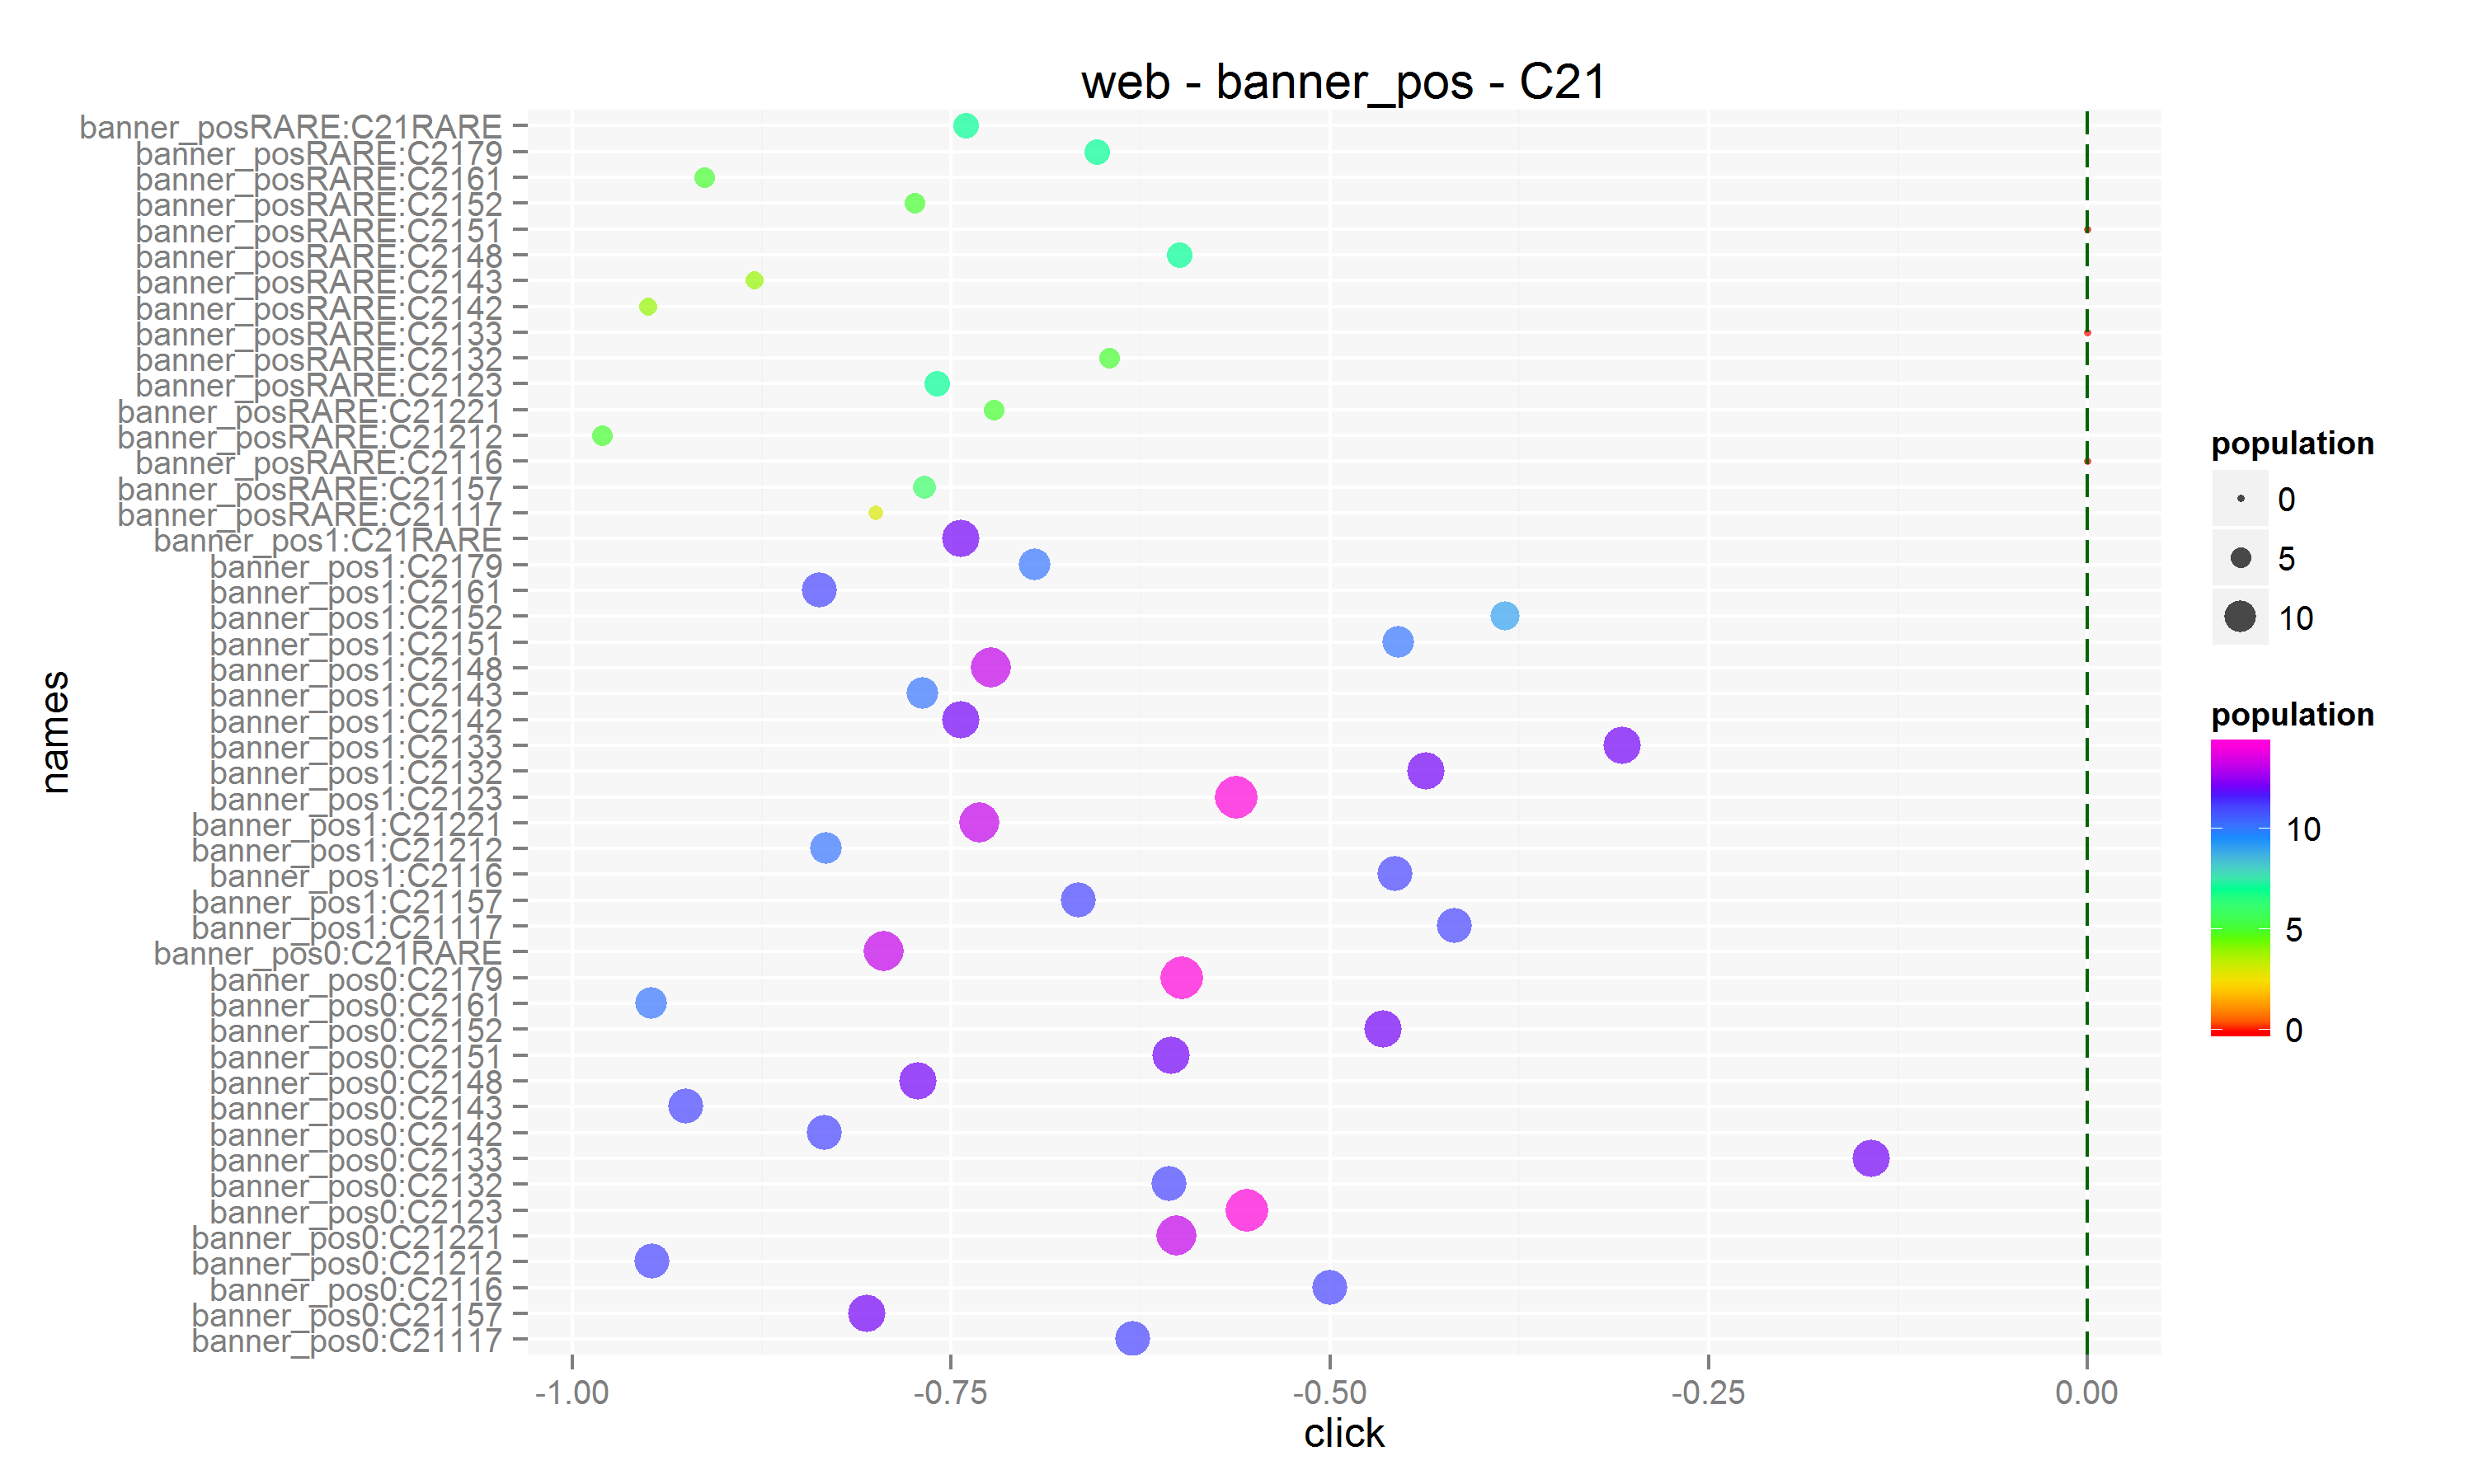 web - banner_pos - C21
banner_posRARE:C21RARE
banner_posRARE:C2179
banner_posRARE:C2161
banner_posRARE:C2152
banner_posRARE:C2151
banner_posRARE:C2148
banner_posRARE:C2143
banner_posRARE:C2142
banner_posRARE:C2133
banner_posRARE:C2132
banner_posRARE:C2123
banner_posRARE:C21221
banner_posRARE:C21212
banner_posRARE:C2116
banner_posRARE:C21157
banner_posRARE:C21117
banner_pos1:C21RARE
banner_pos1:C2179
banner_pos1:C2161
banner_pos1:C2152
banner_pos1:C2151
banner_pos1:C2148
banner_pos1:C2143
banner_pos1:C2142
banner_pos1:C2133
banner_pos1:C2132
banner_pos1:C2123
banner_pos1:C21221
banner_pos1:C21212
banner_pos1:C2116
banner_pos1:C21157
banner_pos1:C21117
banner_pos0:C21RARE
banner_pos0:C2179
banner_pos0:C2161
banner_pos0:C2152
banner_pos0:C2151
banner_pos0:C2148
banner_pos0:C2143
banner_pos0:C2142
banner_pos0:C2133
banner_pos0:C2132
banner_pos0:C2123
banner_pos0:C21221
banner_pos0:C21212
banner_pos0:C2116
banner_pos0:C21157
banner_pos0:C21117
names
-1.00 -0.75 -0.50 -0.25 0.00
click
population
0
5
10
population
10
5
0